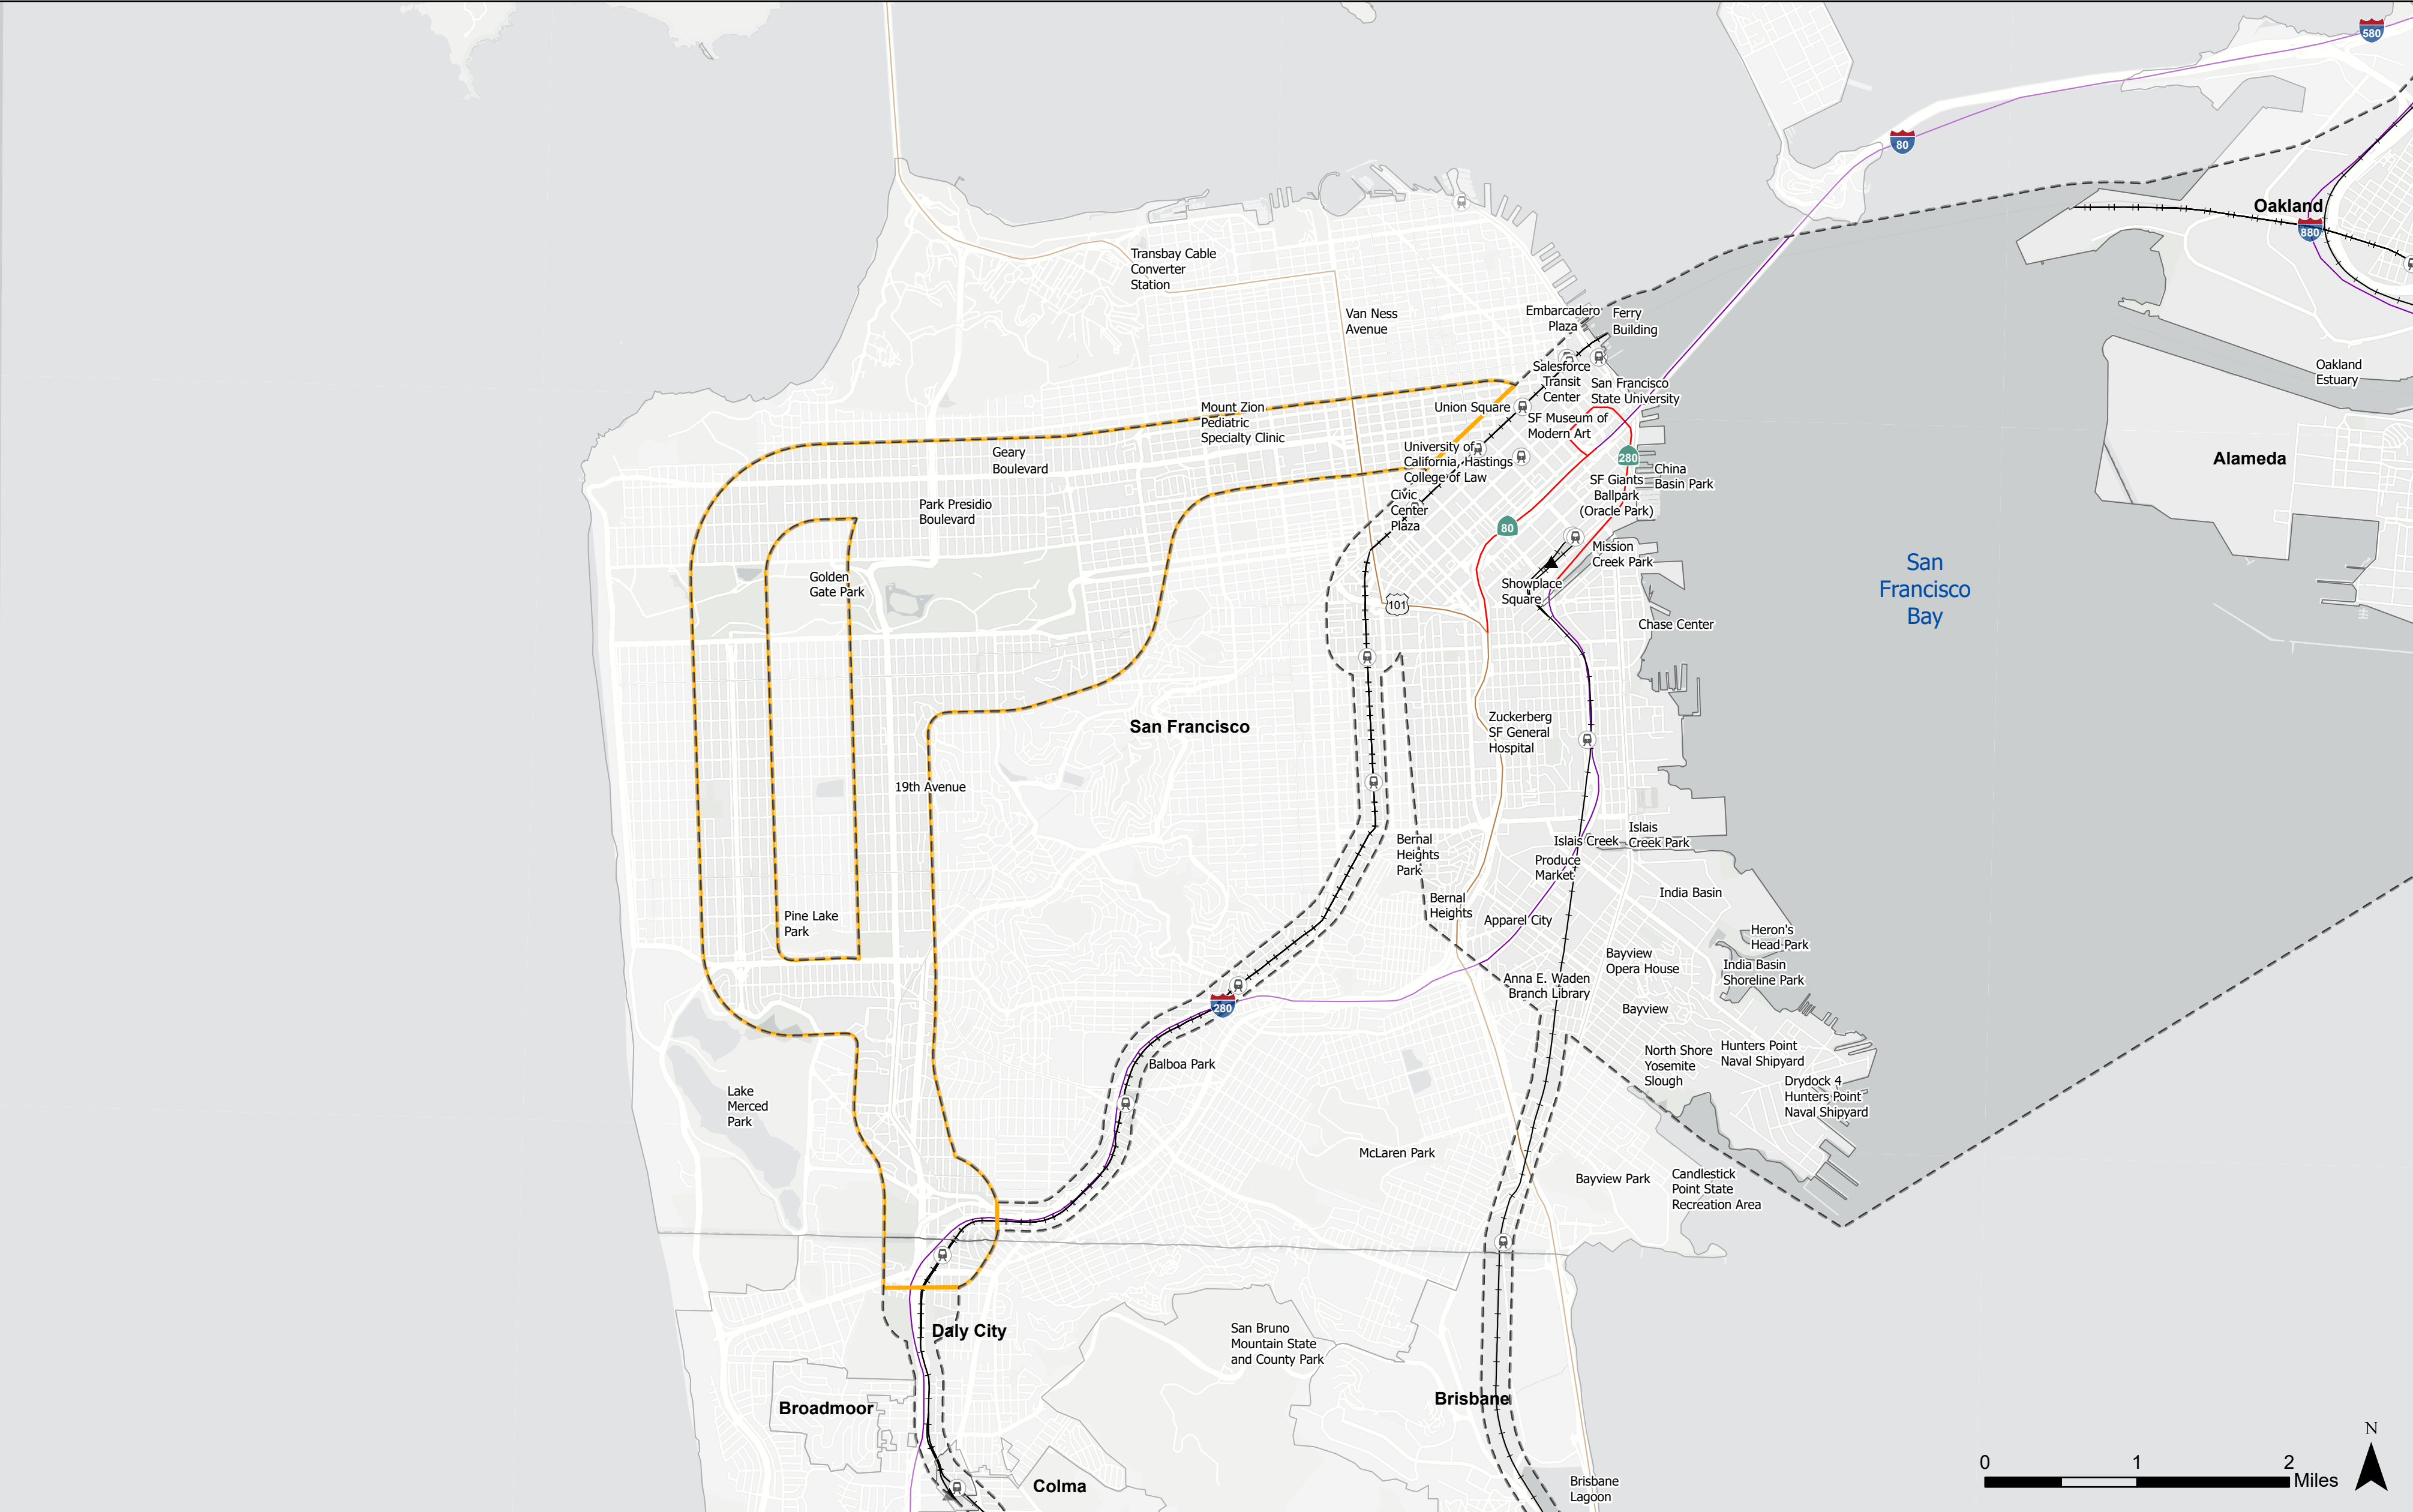 580
80
Oakland
880
Transbay Cable
Converter
Station
Van Ness
Avenue
Embarcadero
Plaza
Ferry
Building
Salesforce
Transit
Center
San Francisco
State University
Oakland
Estuary
Mount Zion
Pediatric
Specialty Clinic
Union Square
SF Museum of
Modern Art
Geary
Boulevard
University of
California, Hastings
College of Law
280
China
Basin Park
Alameda
SF Giants
Ballpark
(Oracle Park)
Park Presidio
Boulevard
Civic
Center
Plaza
80
Mission
Creek Park
Golden
Gate Park
Showplace
Square
101
San
Francisco
Bay
Chase Center
San Francisco
Zuckerberg
SF General
Hospital
19th Avenue
Bernal
Heights
Park
Islais Creek
Islais
Creek Park
Produce
Market
India Basin
Pine Lake
Park
Bernal
Heights
Apparel City
Heron's
Head Park
Bayview
Opera House
India Basin
Shoreline Park
Anna E. Waden
Branch Library
280
Bayview
Balboa Park
North Shore
Yosemite
Slough
Hunters Point
Naval Shipyard
Drydock 4
Hunters Point
Naval Shipyard
Lake
Merced
Park
McLaren Park
Bayview Park
Candlestick
Point State
Recreation Area
Daly City
San Bruno
Mountain State
and County Park
Broadmoor
Brisbane
Colma
Brisbane
Lagoon
N
0 1 2
Miles